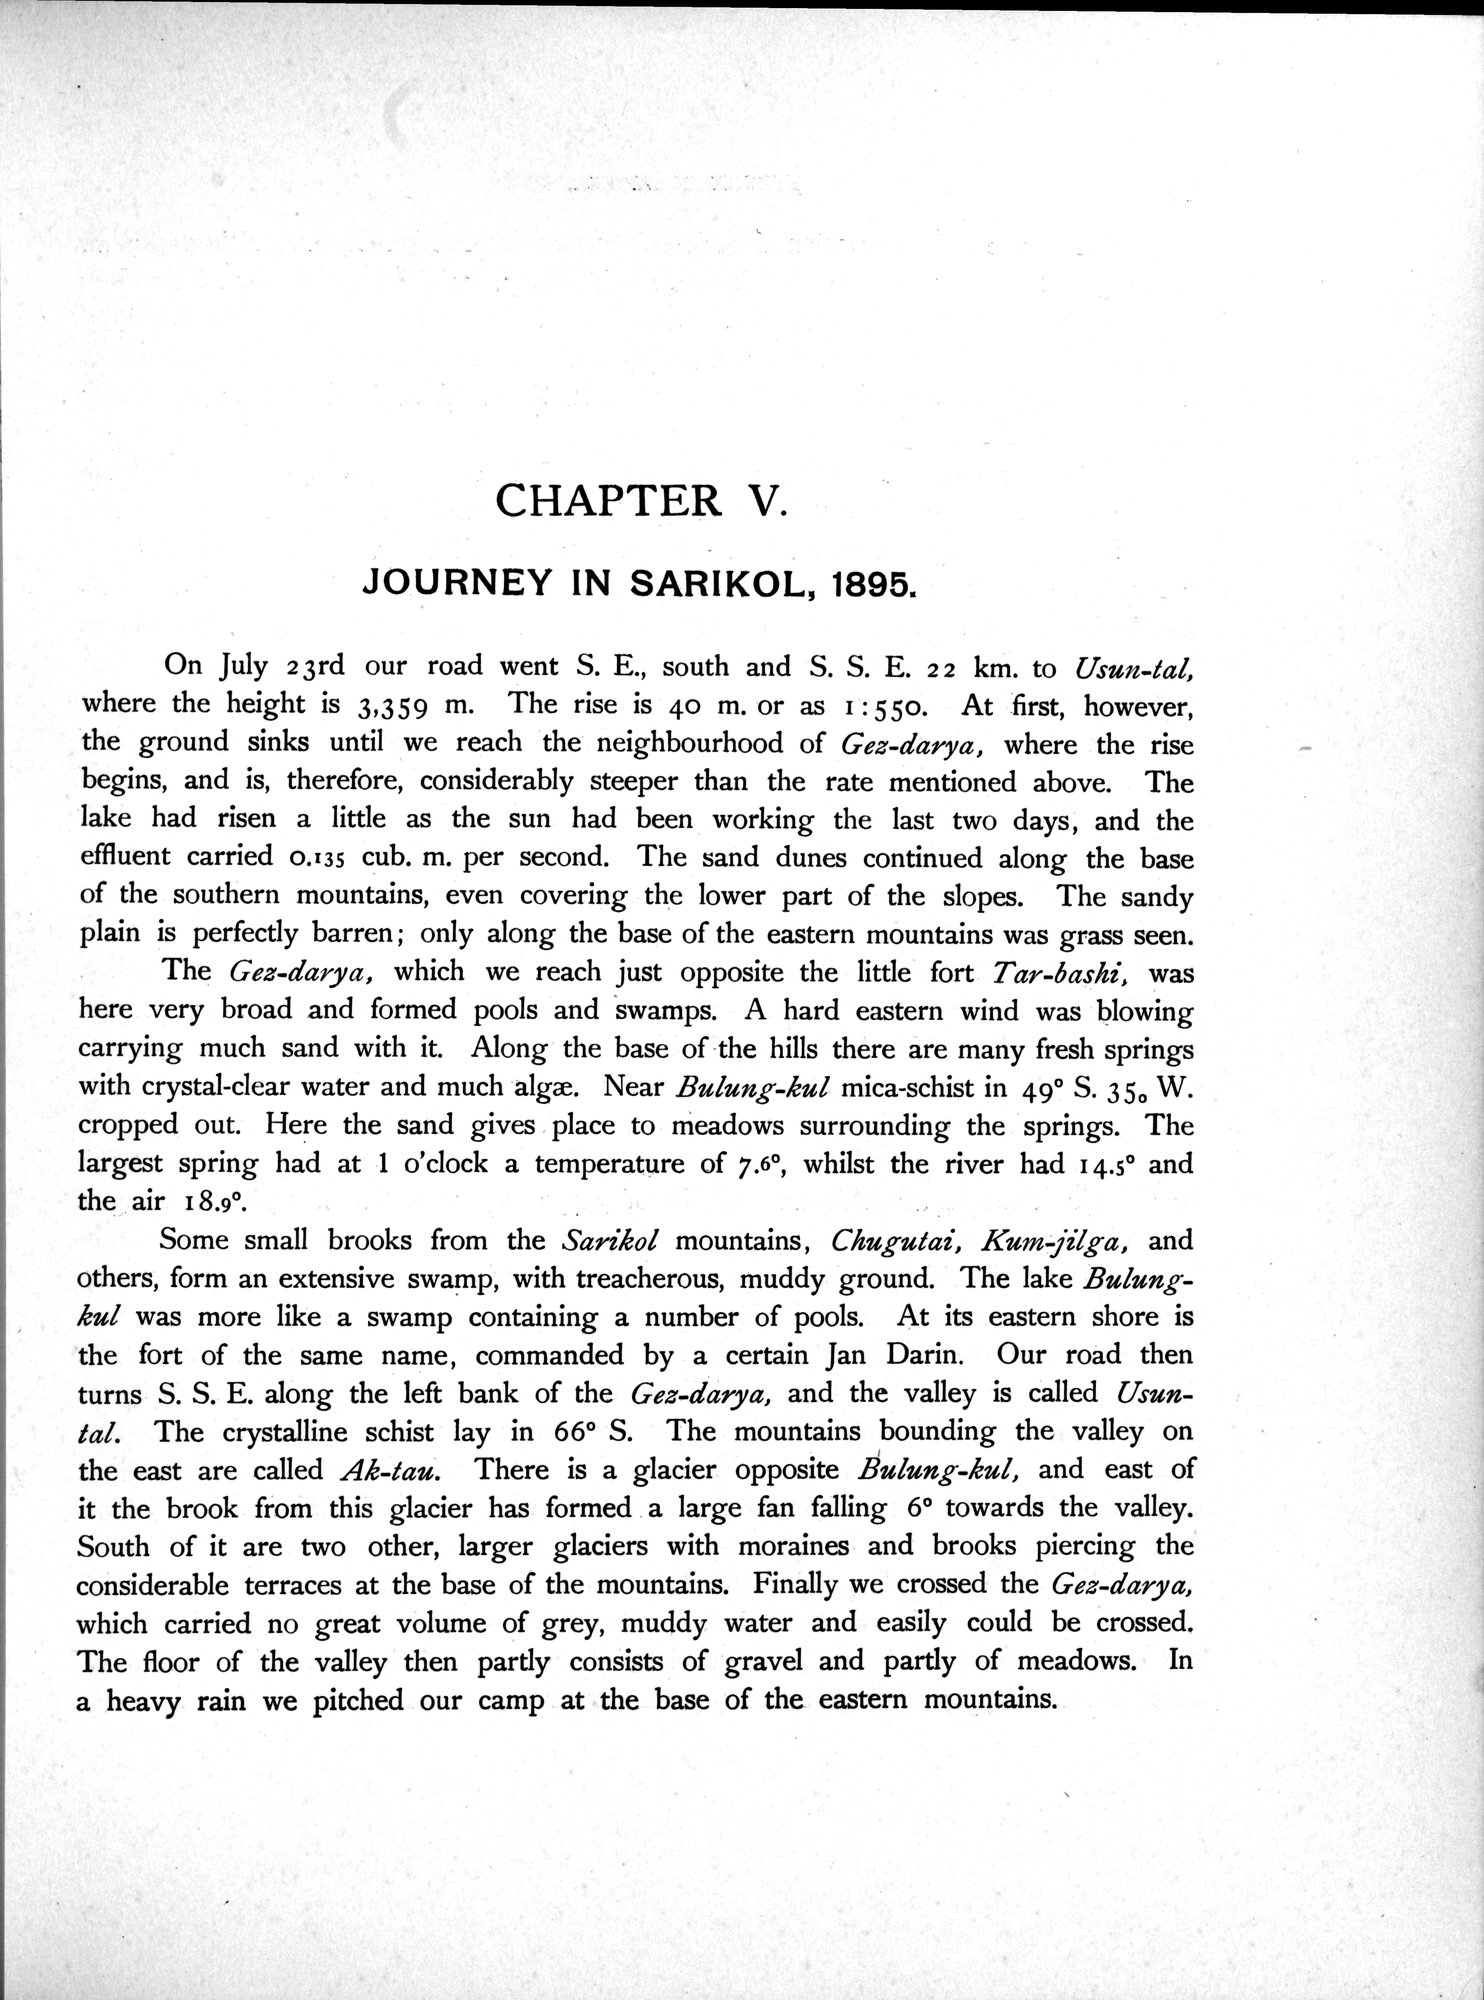 CHAPTER V.
JOURNEY IN SARIKOL, 1895.
On July 23rd our road went S. E., south and S. S. E. 22 km. to Usun-tal,
where the height is 3,359 m. The rise is 40 m. or as 1:550. At first, however,
the ground sinks until we reach the neighbourhood of Gez-darya, where the rise
begins, and is, therefore, considerably steeper than the rate mentioned above. The
lake had risen a little as the sun had been working the last two days, and the
effluent carried 0.135 cub. m. per second. The sand dunes continued along the base
of the southern mountains, even covering the lower part of the slopes. The sandy
plain is perfectly barren; only along the base of the eastern mountains was grass seen.
The Gez-darya, which we reach just opposite the little fort Tar-bashi, was
here very broad and formed pools and swamps. A hard eastern wind was blowing
carrying much sand with it. Along the base of the hills there are many fresh springs
with crystal-clear water and much algæ. Near Bulung-kul mica-schist in 49° S. 35₀ W.
cropped out. Here the sand gives place to meadows surrounding the springs. The
largest spring had at 1 o'clock a temperature of 7.6°, whilst the river had 14.5° and
the air 18.9°.
Some small brooks from the Sarikol mountains, Chugutai, Kum-jilga, and
others, form an extensive swamp, with treacherous, muddy ground. The lake Bulung-
kul was more like a swamp containing a number of pools. At its eastern shore is
the fort of the same name, commanded by a certain Jan Darin. Our road then
turns S. S. E. along the left bank of the Gez-darya, and the valley is called Usun-
tal. The crystalline schist lay in 66° S. The mountains bounding the valley on
the east are called Ak-tau. There is a glacier opposite Bulung-kul, and east of
it the brook from this glacier has formed a large fan falling 6° towards the valley.
South of it are two other, larger glaciers with moraines and brooks piercing the
considerable terraces at the base of the mountains. Finally we crossed the Gez-darya,
which carried no great volume of grey, muddy water and easily could be crossed.
The floor of the valley then partly consists of gravel and partly of meadows. In
a heavy rain we pitched our camp at the base of the eastern mountains.